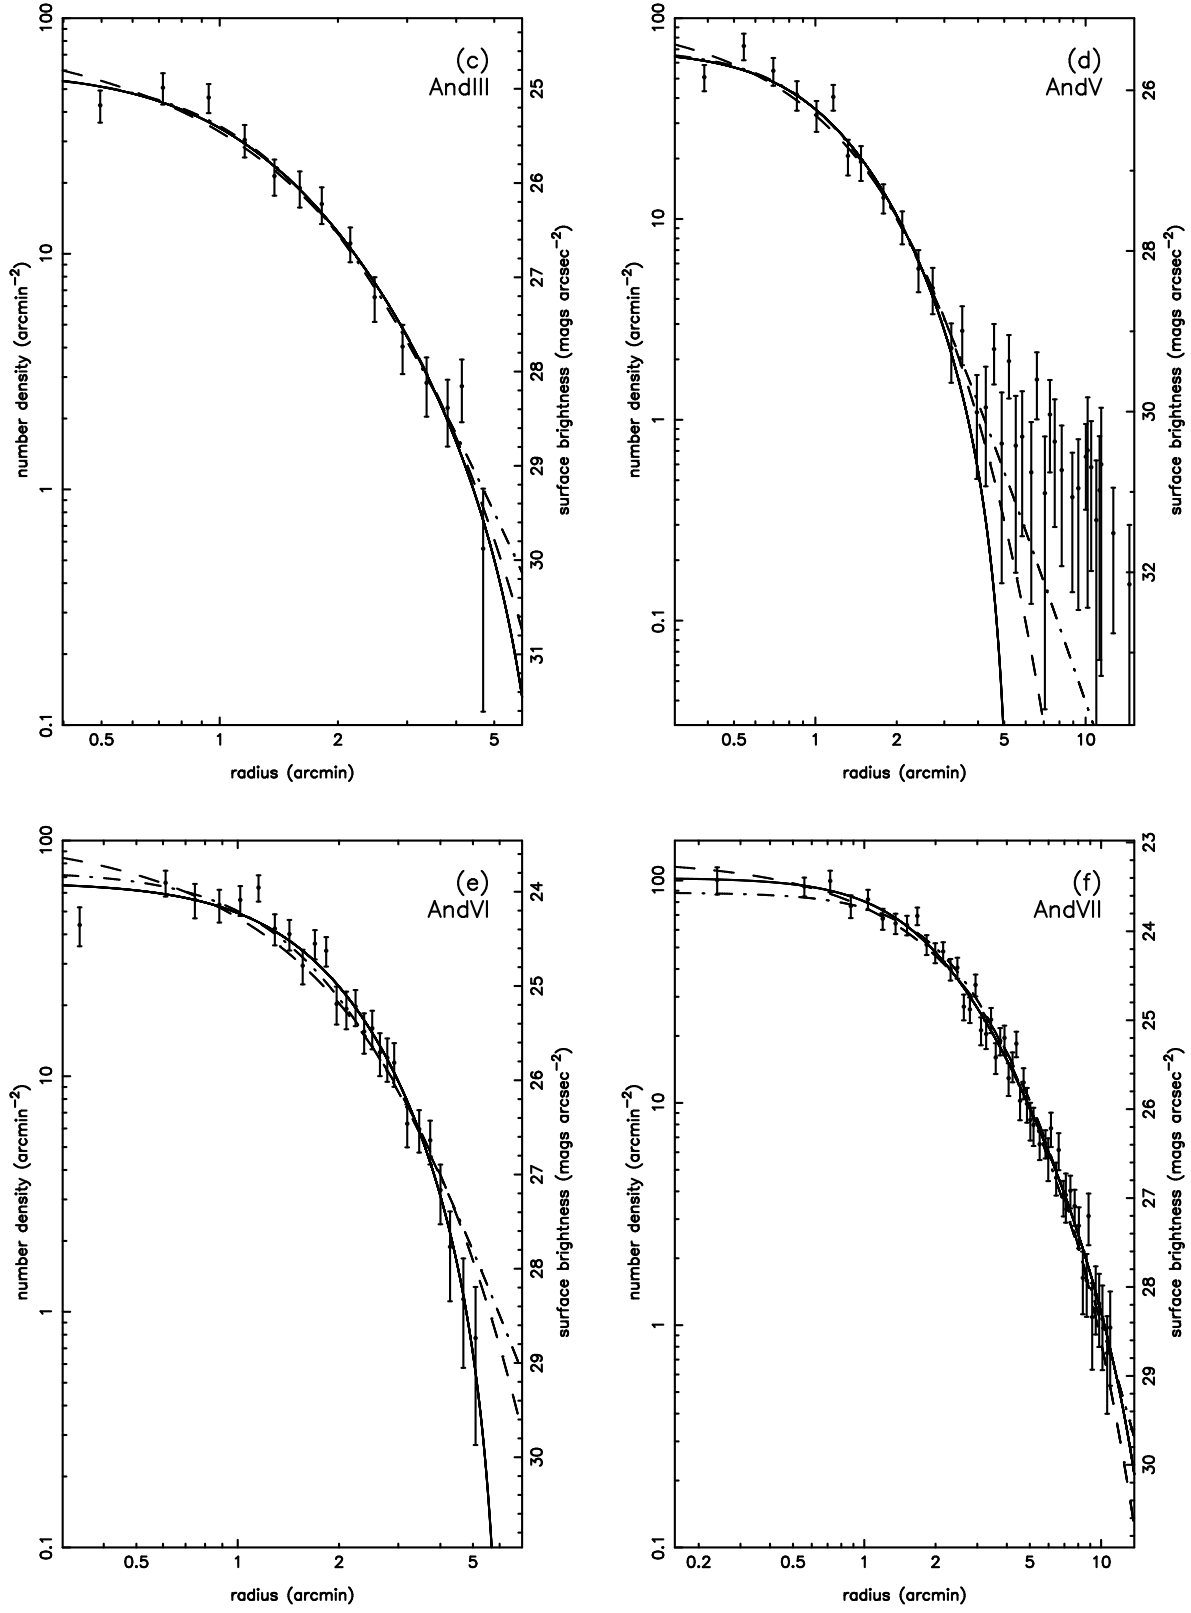 (c)
AndIII
100
10
1
0.1
number density (arcmin⁻²)
25
26
27
28
29
30
31
surface brightness (mags arcsec⁻²)
0.5 1 2 5
radius (arcmin)
(d)
AndV
100
10
1
0.1
number density (arcmin⁻²)
26
28
30
32
surface brightness (mags arcsec⁻²)
0.5 1 2 5 10
radius (arcmin)
(e)
AndVI
100
10
1
0.1
number density (arcmin⁻²)
24
25
26
27
28
29
30
surface brightness (mags arcsec⁻²)
0.5 1 2 5
radius (arcmin)
(f)
AndVII
100
10
1
0.1
number density (arcmin⁻²)
23
24
25
26
27
28
29
30
surface brightness (mags arcsec⁻²)
0.2 0.5 1 2 5 10
radius (arcmin)